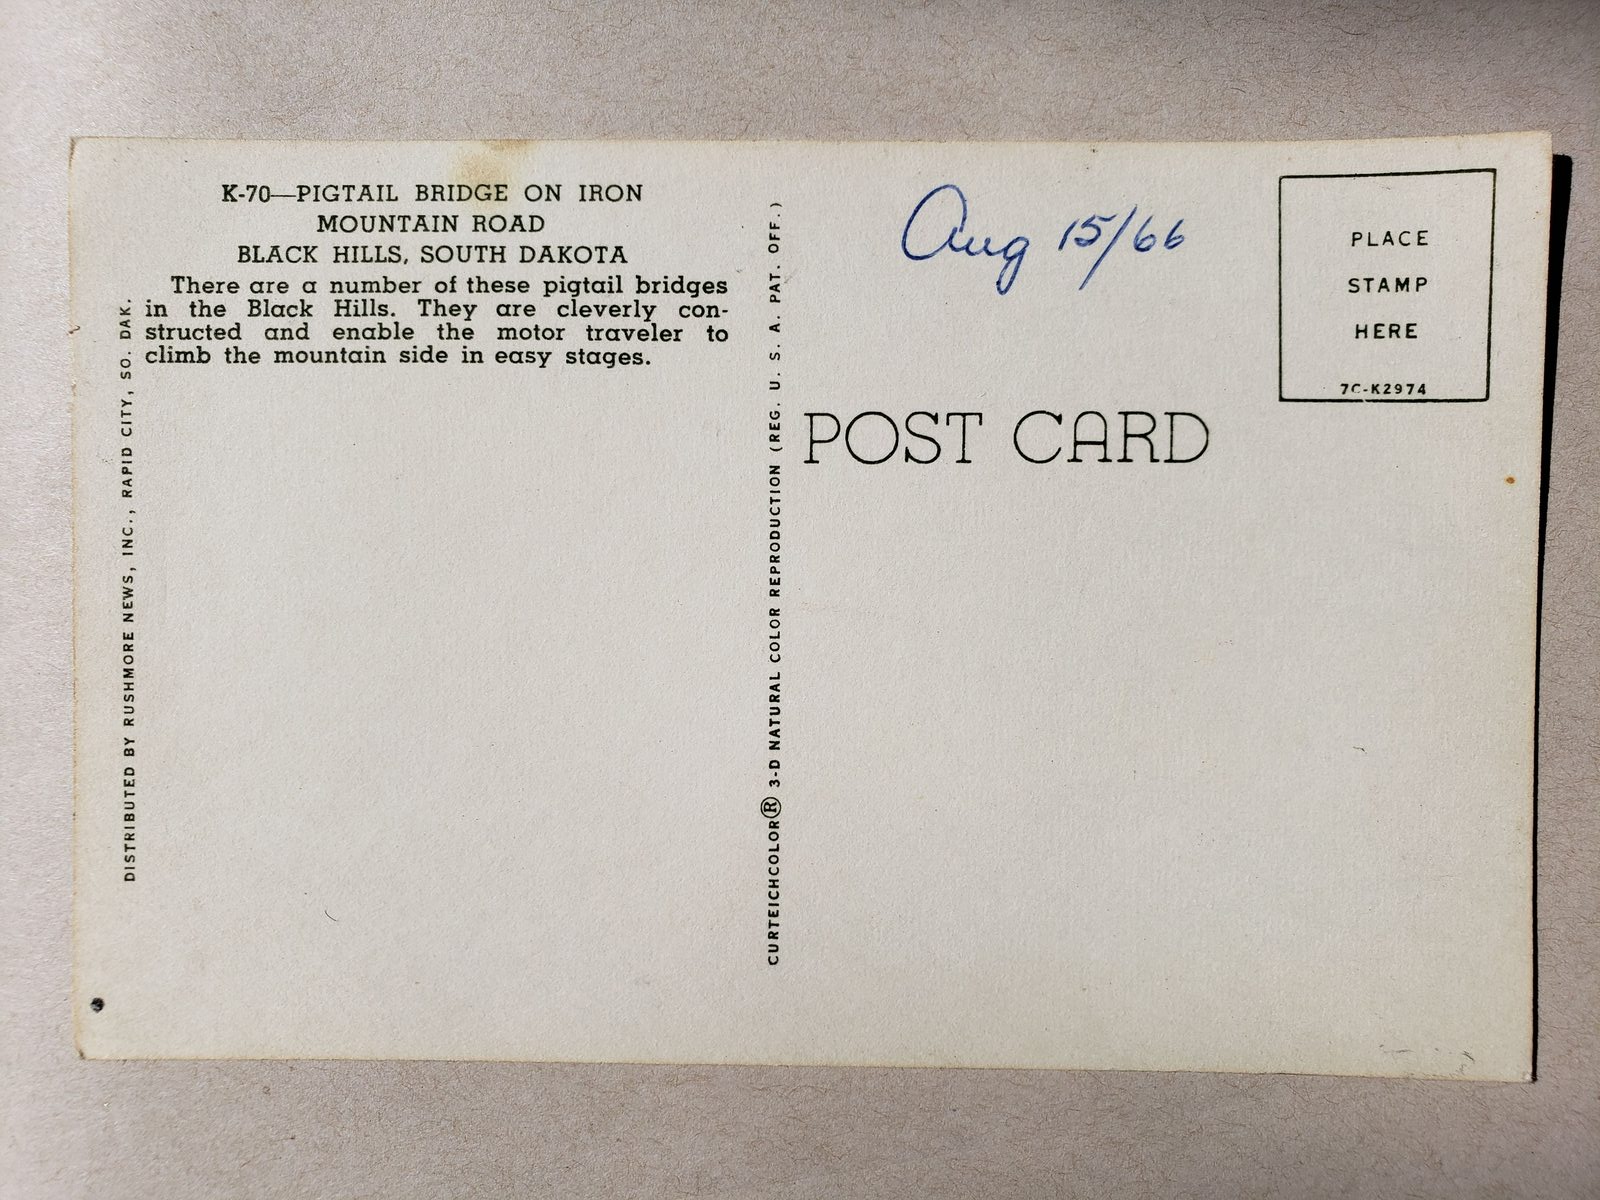 K-70—PIGTAIL BRIDGE ON IRON
MOUNTAIN ROAD
BLACK HILLS, SOUTH DAKOTA
There are a number of these pigtail bridges
in the Black Hills. They are cleverly con-
structed and enable the motor traveler to
climb the mountain side in easy stages.
DISTRIBUTED BY RUSHMORE NEWS, INC., RAPID CITY, SO. DAK.
CURTEICHCOLOR® 3-D NATURAL COLOR REPRODUCTION (REG. U. S. A. PAT. OFF.)
Aug 15/66
PLACE
STAMP
HERE
7C-K2974
POST CARD